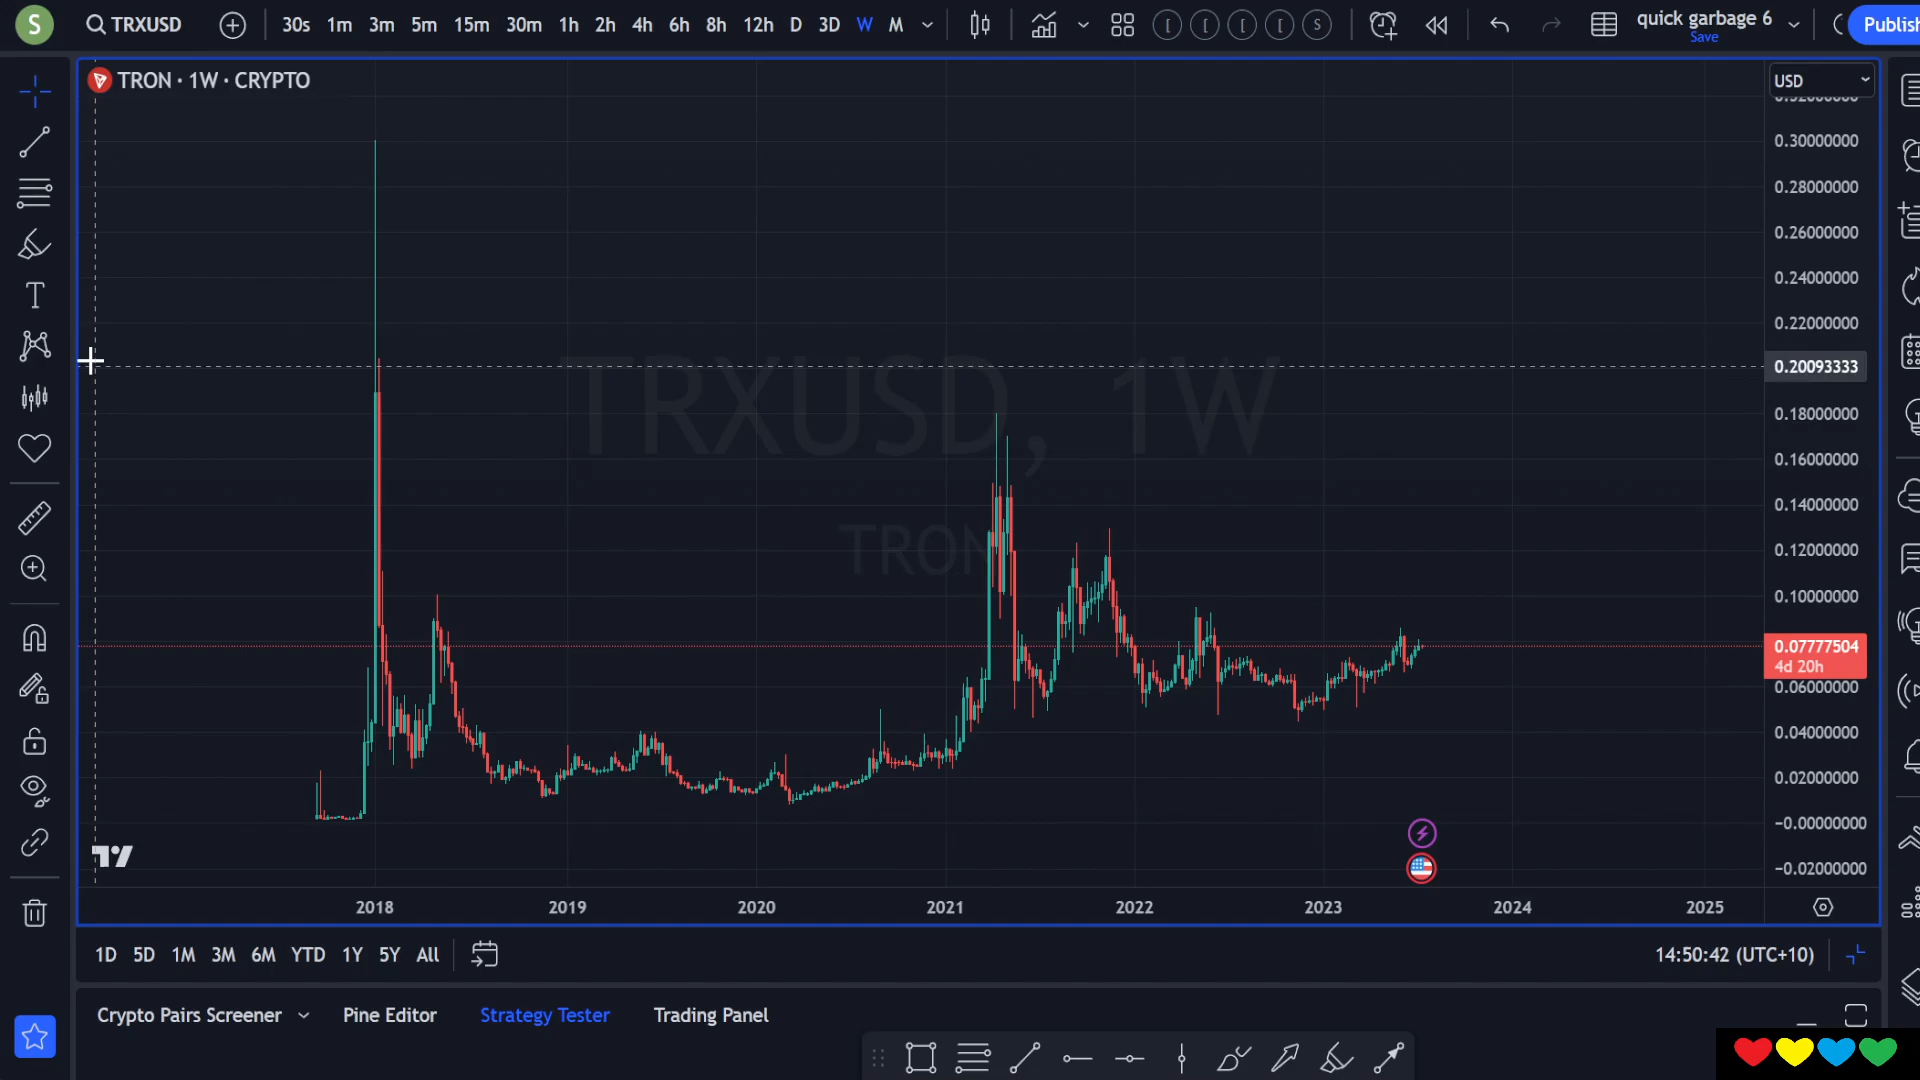 S
TRXUSD
30s 1m 3m 5m 15m 30m 1h 2h 4h 6h 8h 12h D 3D W M
S
quick garbage 6
Save
Publish
TRON · 1W · CRYPTO
USD
0.30000000
0.28000000
0.26000000
0.24000000
0.22000000
0.20093333
0.18000000
0.16000000
0.14000000
0.12000000
0.10000000
0.07777504
4d 20h
0.06000000
0.04000000
0.02000000
−0.00000000
−0.02000000
TRXUSD, 1W
TRON
2018 2019 2020 2021 2022 2023 2024 2025
1D 5D 1M 3M 6M YTD 1Y 5Y All
14:50:42 (UTC+10)
Crypto Pairs Screener Pine Editor Strategy Tester Trading Panel